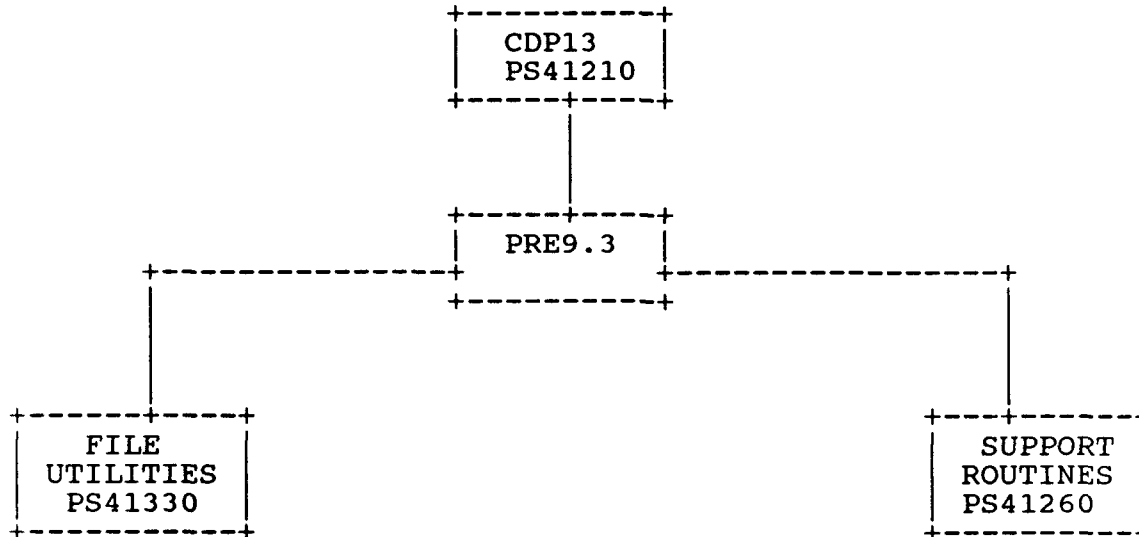 CDP13
PS41210
PRE9.3
FILE
UTILITIES
PS41330
SUPPORT
ROUTINES
PS41260